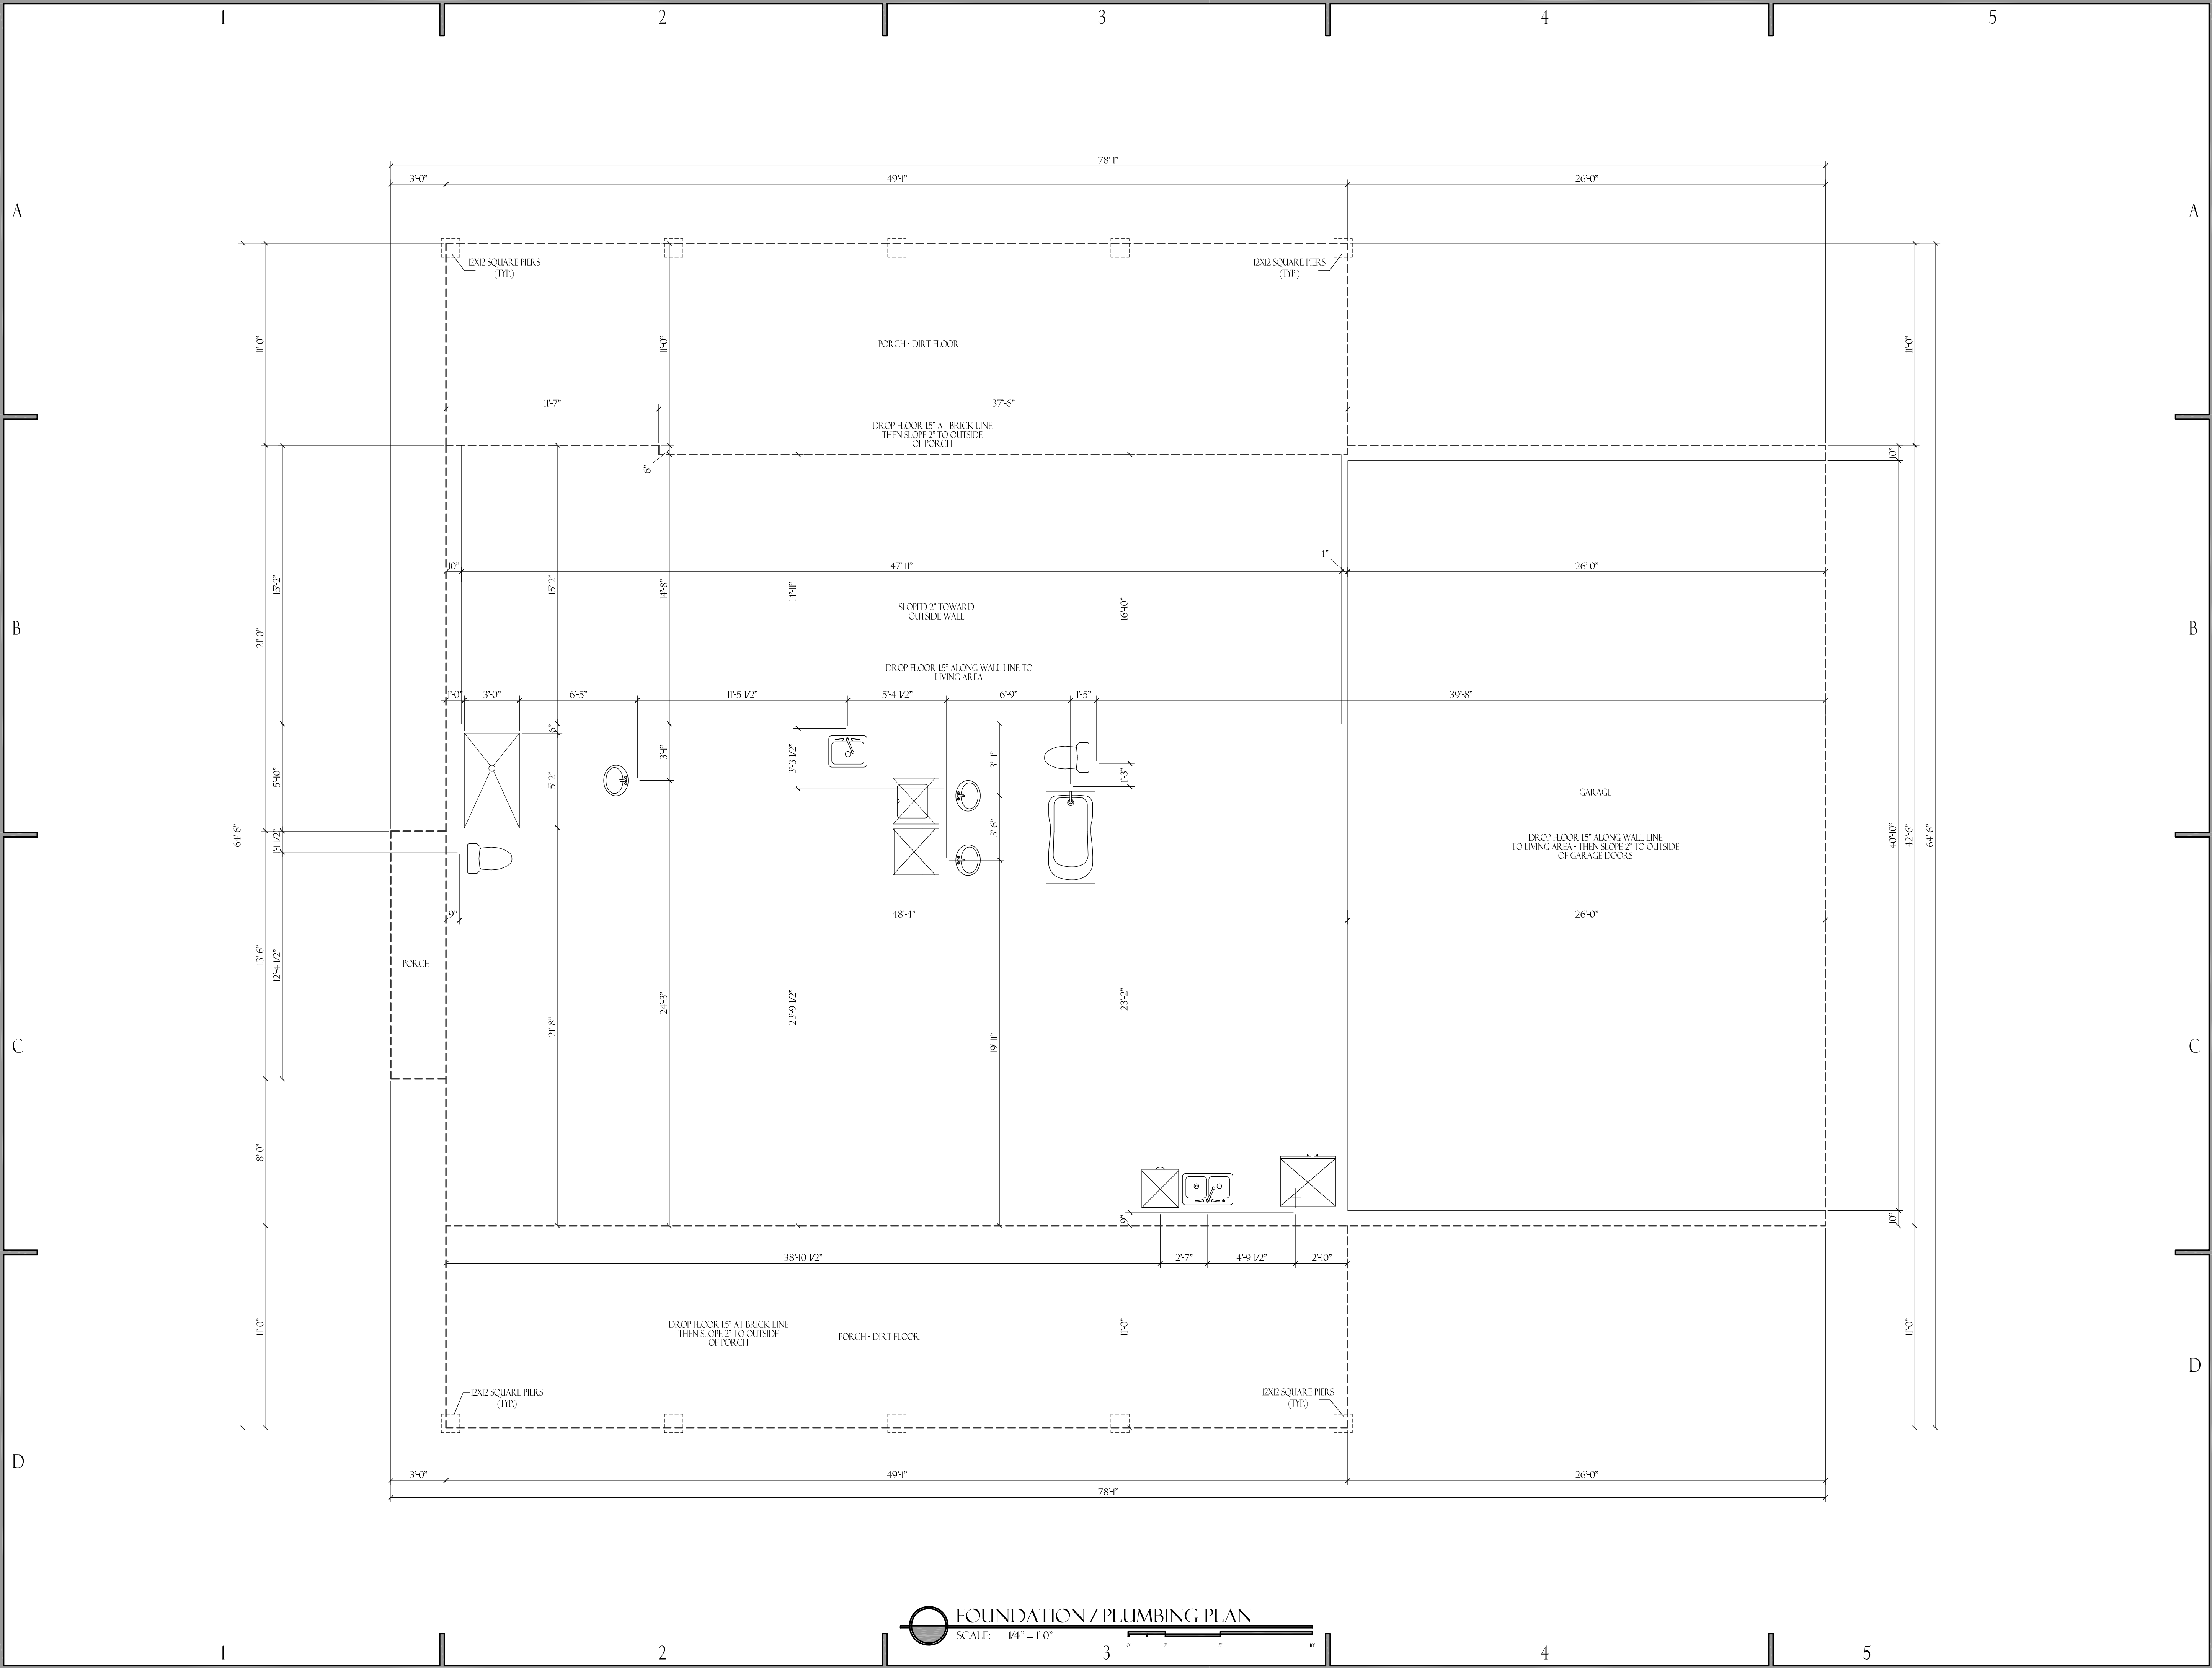 1 2 3 4 5
78'-1"
3'-0" 49'-1" 26'-0"
A A
12X12 SQUARE PIERS 12X12 SQUARE PIERS
(TYP.) (TYP.)
11'-0" 11'-0" PORCH - DIRT FLOOR 11'-0"
11'-7" 37'-6"
DROP FLOOR 1.5" AT BRICK LINE
THEN SLOPE 2" TO OUTSIDE
OF PORCH
6" 10"
4"
10" 47'-11" 26'-0"
15'-2" 15'-2" 14'-8" 14'-11" 16'-10"
SLOPED 2" TOWARD
OUTSIDE WALL
B B
21'-0"
DROP FLOOR 1.5" ALONG WALL LINE TO
LIVING AREA
1'-0" 3'-0" 6'-5" 11'-5 1/2" 5'-4 1/2" 6'-9" 1'-5" 39'-8"
6"
5'-10" 5'-2" 3'-1" 3'-3 1/2" 3'-11" 1'-3"
GARAGE
3'-6"
64'-6" 1'-1 1/2" 40'-10" 42'-6" 64'-6"
DROP FLOOR 1.5" ALONG WALL LINE
TO LIVING AREA - THEN SLOPE 2" TO OUTSIDE
OF GARAGE DOORS
9" 48'-4" 26'-0"
13'-6" 12'-4 1/2" PORCH
21'-8" 24'-3" 23'-9 1/2" 19'-11" 23'-2"
C C
8'-0"
9" 10"
38'-10 1/2" 2'-7" 4'-9 1/2" 2'-10"
11'-0" 11'-0" 11'-0"
DROP FLOOR 1.5" AT BRICK LINE
THEN SLOPE 2" TO OUTSIDE PORCH - DIRT FLOOR
OF PORCH
D
12X12 SQUARE PIERS 12X12 SQUARE PIERS
(TYP.) (TYP.)
D
3'-0" 49'-1" 26'-0"
78'-1"
FOUNDATION / PLUMBING PLAN
SCALE: 1/4" = 1'-0"
0' 2' 5' 10'
1 2 3 4 5